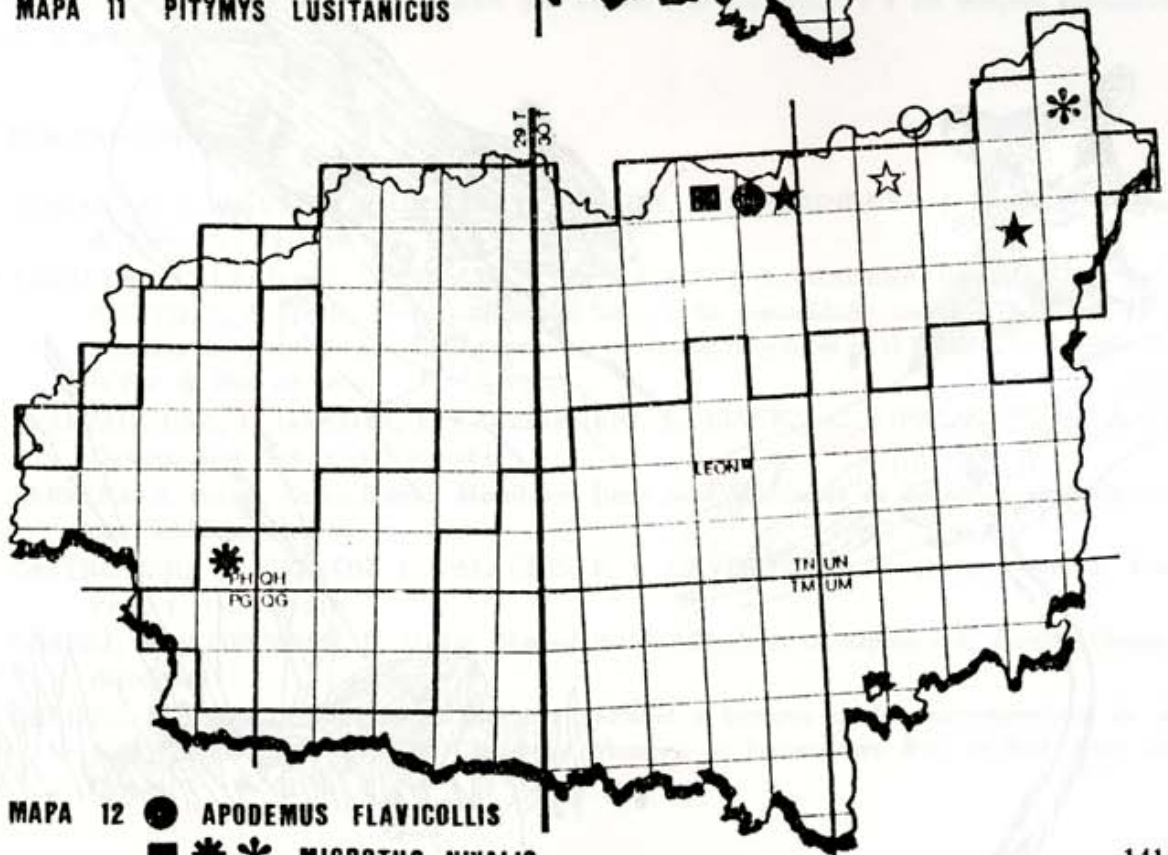 MAPA 11 PITYMYS LUSITANICUS
29 T
30 T
LEON
PH QH
PG QG
TN UN
TM UM
MAPA 12 APODEMUS FLAVICOLLIS
MICROTUS NIVALIS
141